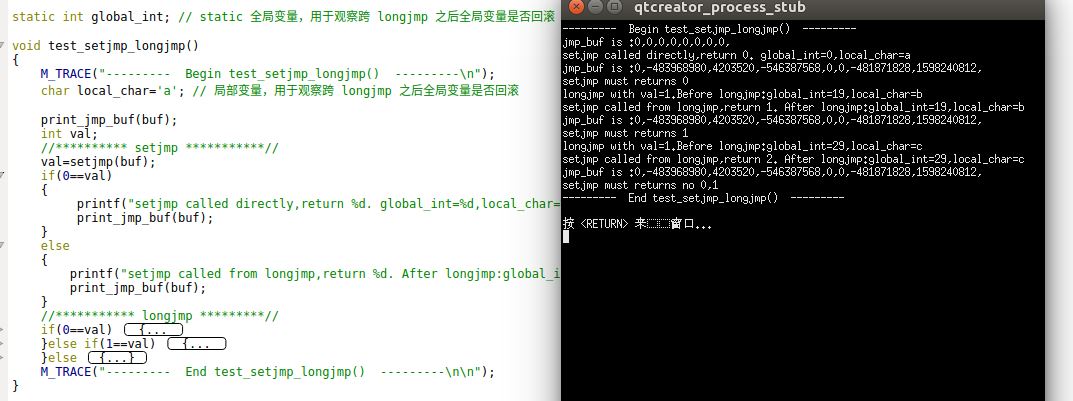 static int global_int; // static 全局变量，用于观察跨 longjmp 之后全局变量是否回滚
void test_setjmp_longjmp()
{
M_TRACE("---------  Begin test_setjmp_longjmp()  ---------\n");
char local_char='a'; // 局部变量，用于观察跨 longjmp 之后全局变量是否回滚
print_jmp_buf(buf);
int val;
//********** setjmp ***********//
val=setjmp(buf);
if(0==val)
{
printf("setjmp called directly,return %d. global_int=%d,local_char=
print_jmp_buf(buf);
}
else
{
printf("setjmp called from longjmp,return %d. After longjmp:global_i
print_jmp_buf(buf);
}
//*********** longjmp *********//
if(0==val) {...
}else if(1==val) {...
}else {...}
M_TRACE("---------  End test_setjmp_longjmp()  ---------\n\n");
}
qtcreator_process_stub
---------  Begin test_setjmp_longjmp()  ---------
jmp_buf is :0,0,0,0,0,0,0,0,
setjmp called directly,return 0. global_int=0,local_char=a
jmp_buf is :0,-483968980,4203520,-546387568,0,0,-481871828,1598240812,
setjmp must returns 0
longjmp with val=1.Before longjmp:global_int=19,local_char=b
setjmp called from longjmp,return 1. After longjmp:global_int=19,local_char=b
jmp_buf is :0,-483968980,4203520,-546387568,0,0,-481871828,1598240812,
setjmp must returns 1
longjmp with val=1.Before longjmp:global_int=29,local_char=c
setjmp called from longjmp,return 2. After longjmp:global_int=29,local_char=c
jmp_buf is :0,-483968980,4203520,-546387568,0,0,-481871828,1598240812,
setjmp must returns no 0,1
---------  End test_setjmp_longjmp()  ---------
按 <RETURN> 来窗口...